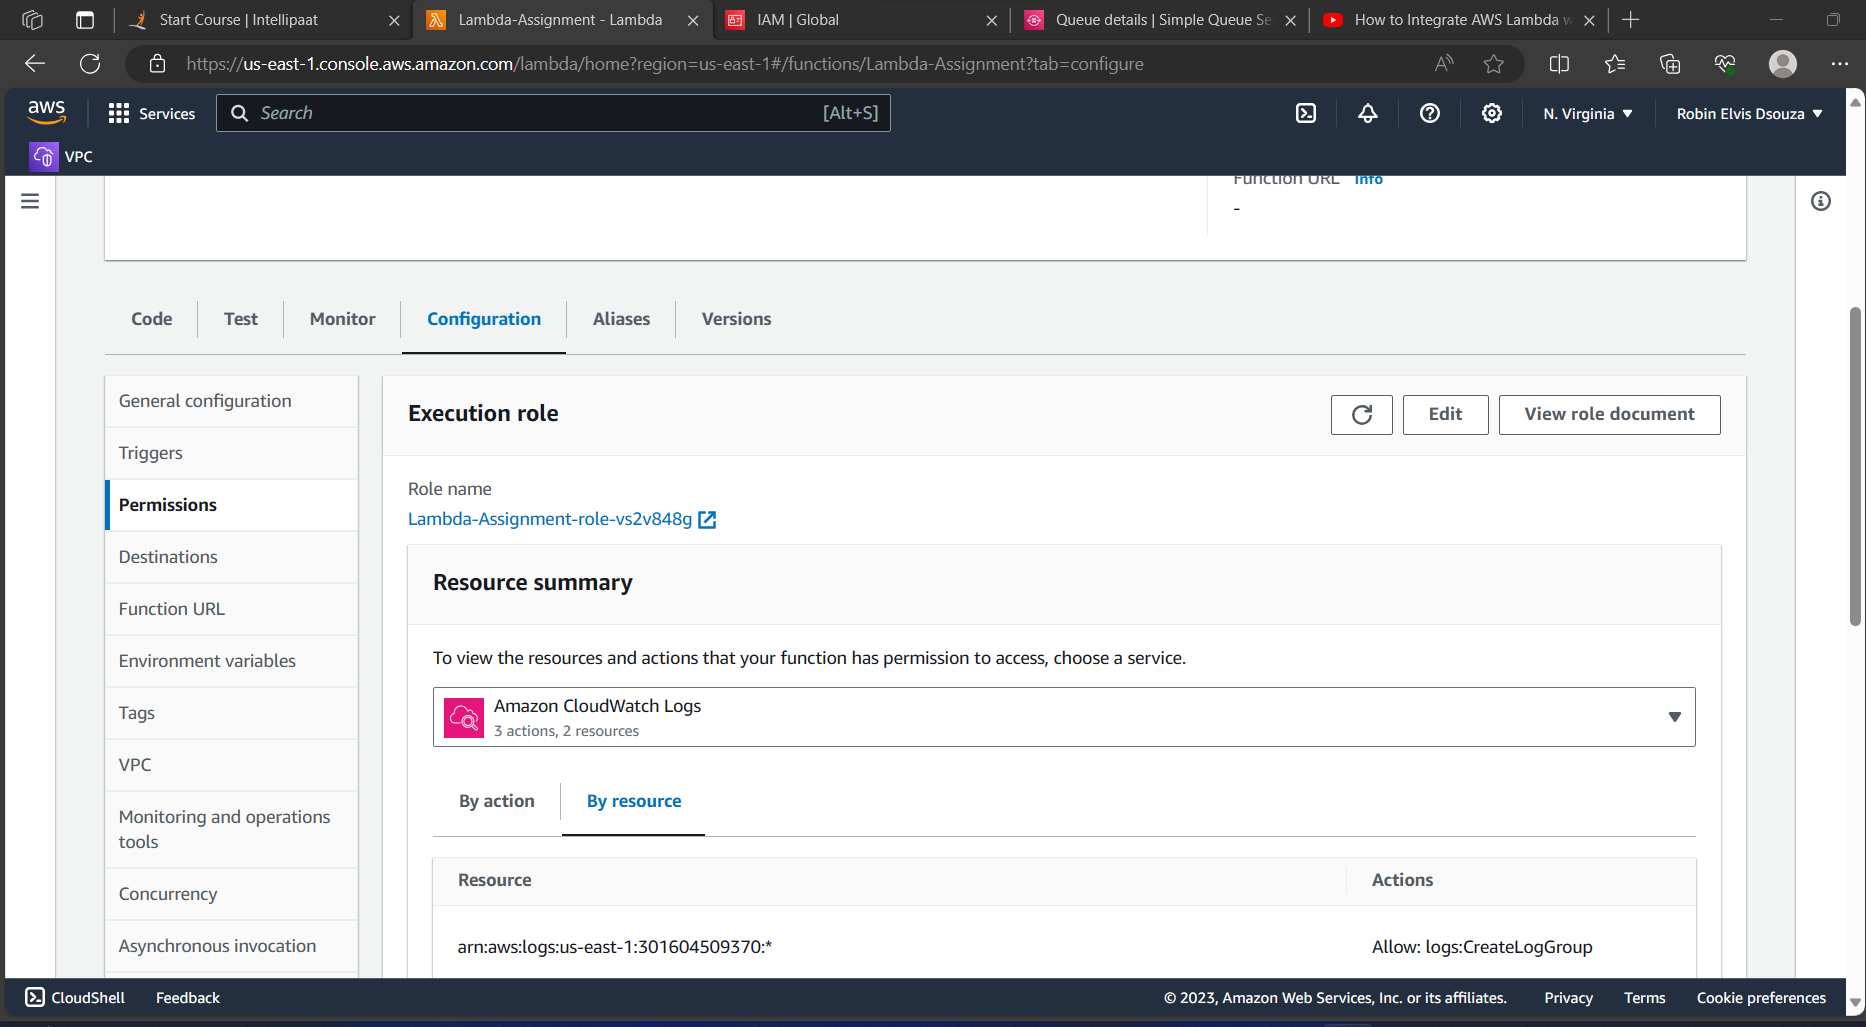 Start Course | Intellipaat
Lambda-Assignment - Lambda
IAM | Global
Queue details | Simple Queue Se
How to Integrate AWS Lambda w
https://us-east-1.console.aws.amazon.com/lambda/home?region=us-east-1#/functions/Lambda-Assignment?tab=configure
aws
Services
Search
[Alt+S]
N. Virginia
Robin Elvis Dsouza
VPC
Function URL Info
-
Code
Test
Monitor
Configuration
Aliases
Versions
General configuration
Triggers
Permissions
Destinations
Function URL
Environment variables
Tags
VPC
Monitoring and operations
tools
Concurrency
Asynchronous invocation
Execution role
Edit
View role document
Role name
Lambda-Assignment-role-vs2v848g
Resource summary
To view the resources and actions that your function has permission to access, choose a service.
Amazon CloudWatch Logs
3 actions, 2 resources
By action
By resource
Resource
Actions
arn:aws:logs:us-east-1:301604509370:*
Allow: logs:CreateLogGroup
CloudShell
Feedback
© 2023, Amazon Web Services, Inc. or its affiliates.
Privacy
Terms
Cookie preferences